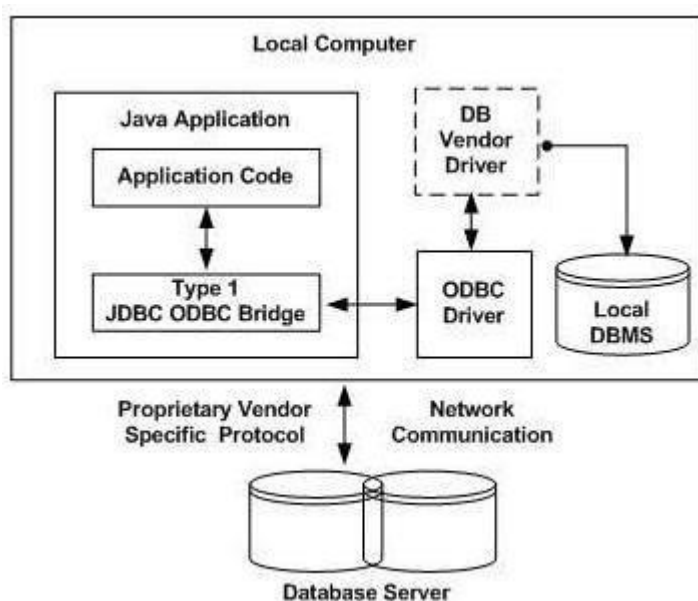 Local Computer
Java Application
Application Code
Type 1
JDBC ODBC Bridge
DB
Vendor
Driver
ODBC
Driver
Local
DBMS
Proprietary Vendor
Specific Protocol
Network
Communication
Database Server